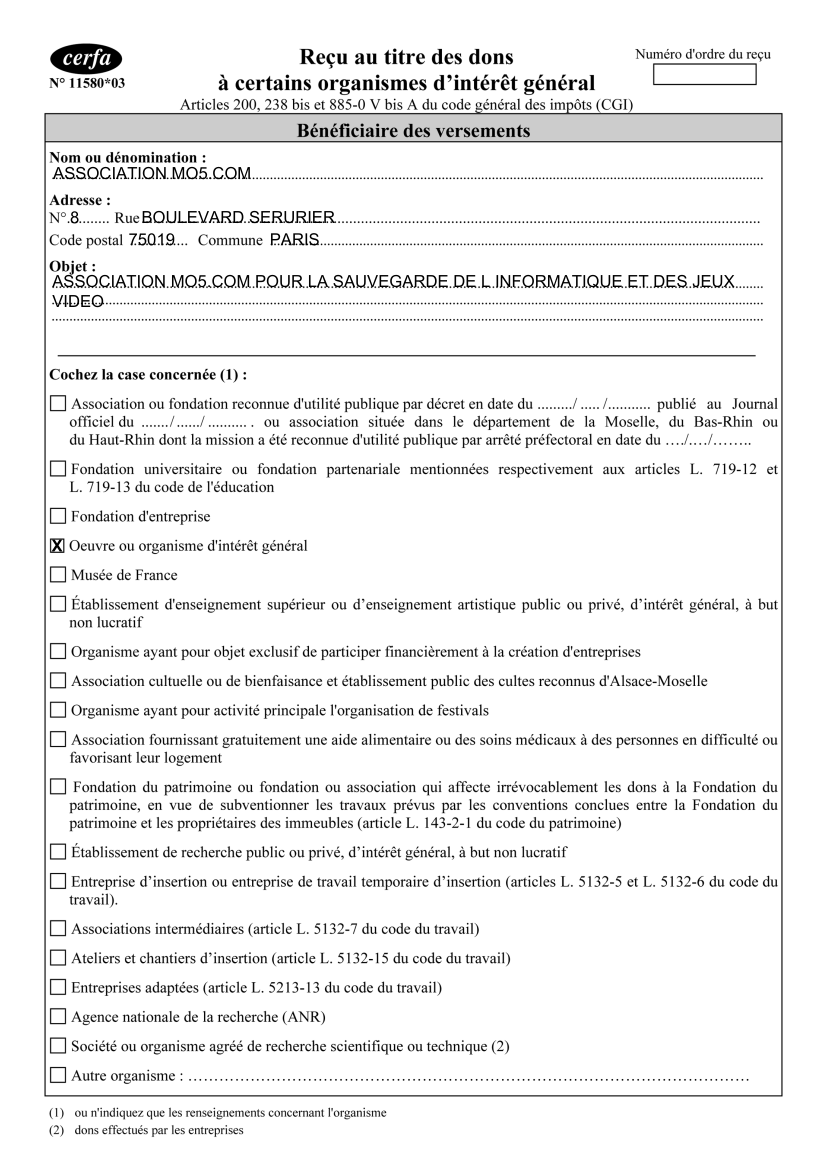 cerfa
N° 11580*03
Reçu au titre des dons
à certains organismes d’intérêt général
Articles 200, 238 bis et 885-0 V bis A du code général des impôts (CGI)
Numéro d'ordre du reçu
Bénéficiaire des versements
Nom ou dénomination :
ASSOCIATION MO5.COM
Adresse :
N° 8........ Rue BOULEVARD SERURIER
Code postal 75019.... Commune PARIS
Objet :
ASSOCIATION MO5.COM POUR LA SAUVEGARDE DE L INFORMATIQUE ET DES JEUX
VIDEO
Cochez la case concernée (1) :
Association ou fondation reconnue d'utilité publique par décret en date du ........./ ..... /........... publié au Journal
officiel du ......./....../ .......... . ou association située dans le département de la Moselle, du Bas-Rhin ou
du Haut-Rhin dont la mission a été reconnue d'utilité publique par arrêté préfectoral en date du …./…./……..
Fondation universitaire ou fondation partenariale mentionnées respectivement aux articles L. 719-12 et
L. 719-13 du code de l'éducation
Fondation d'entreprise
X Oeuvre ou organisme d'intérêt général
Musée de France
Établissement d'enseignement supérieur ou d’enseignement artistique public ou privé, d’intérêt général, à but
non lucratif
Organisme ayant pour objet exclusif de participer financièrement à la création d'entreprises
Association cultuelle ou de bienfaisance et établissement public des cultes reconnus d'Alsace-Moselle
Organisme ayant pour activité principale l'organisation de festivals
Association fournissant gratuitement une aide alimentaire ou des soins médicaux à des personnes en difficulté ou
favorisant leur logement
Fondation du patrimoine ou fondation ou association qui affecte irrévocablement les dons à la Fondation du
patrimoine, en vue de subventionner les travaux prévus par les conventions conclues entre la Fondation du
patrimoine et les propriétaires des immeubles (article L. 143-2-1 du code du patrimoine)
Établissement de recherche public ou privé, d’intérêt général, à but non lucratif
Entreprise d’insertion ou entreprise de travail temporaire d’insertion (articles L. 5132-5 et L. 5132-6 du code du
travail).
Associations intermédiaires (article L. 5132-7 du code du travail)
Ateliers et chantiers d’insertion (article L. 5132-15 du code du travail)
Entreprises adaptées (article L. 5213-13 du code du travail)
Agence nationale de la recherche (ANR)
Société ou organisme agréé de recherche scientifique ou technique (2)
Autre organisme : ……………………………………………………………………………………………
(1) ou n'indiquez que les renseignements concernant l'organisme
(2) dons effectués par les entreprises